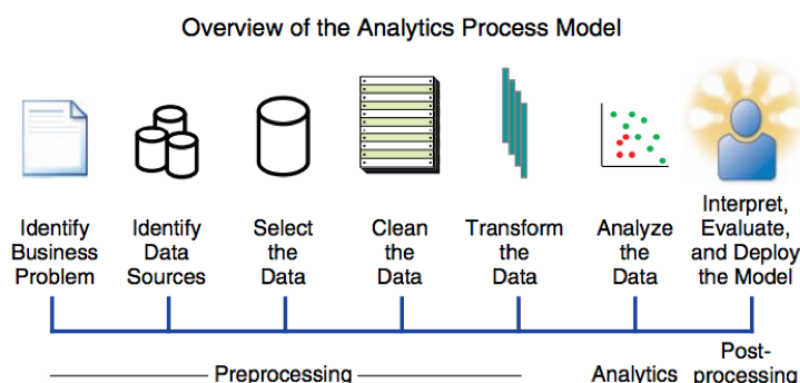 Overview of the Analytics Process Model
Identify
Business
Problem
Identify
Data
Sources
Select
the
Data
Clean
the
Data
Transform
the
Data
Analyze
the
Data
Interpret,
Evaluate,
and Deploy
the Model
Preprocessing
Analytics
Post-
processing